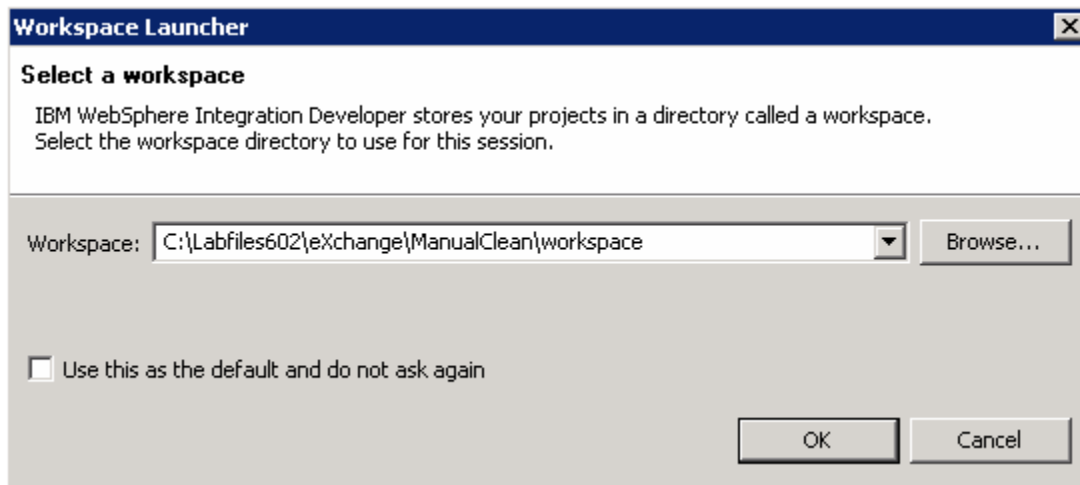 Workspace Launcher
Select a workspace
IBM WebSphere Integration Developer stores your projects in a directory called a workspace.
Select the workspace directory to use for this session.
Workspace: C:\Labfiles602\eXchange\ManualClean\workspace Browse...
Use this as the default and do not ask again
OK Cancel